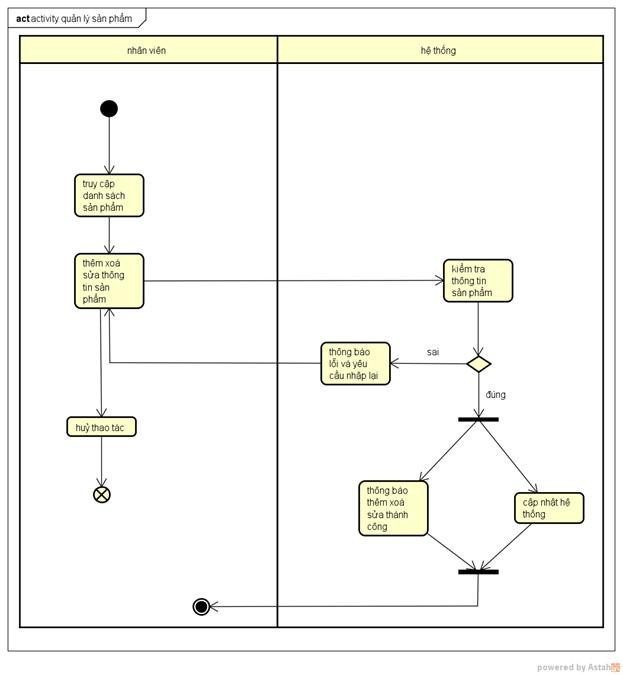 act activity quản lý sản phẩm
nhân viên
hệ thống
truy cập
danh sách
sản phẩm
thêm xoá
sửa thông
tin sản
phẩm
kiểm tra
thông tin
sản phẩm
thông báo
lỗi và yêu
cầu nhập lại
sai
đúng
huỷ thao tác
thông báo
thêm xoá
sửa thành
công
cập nhât hệ
thống
powered by Astah